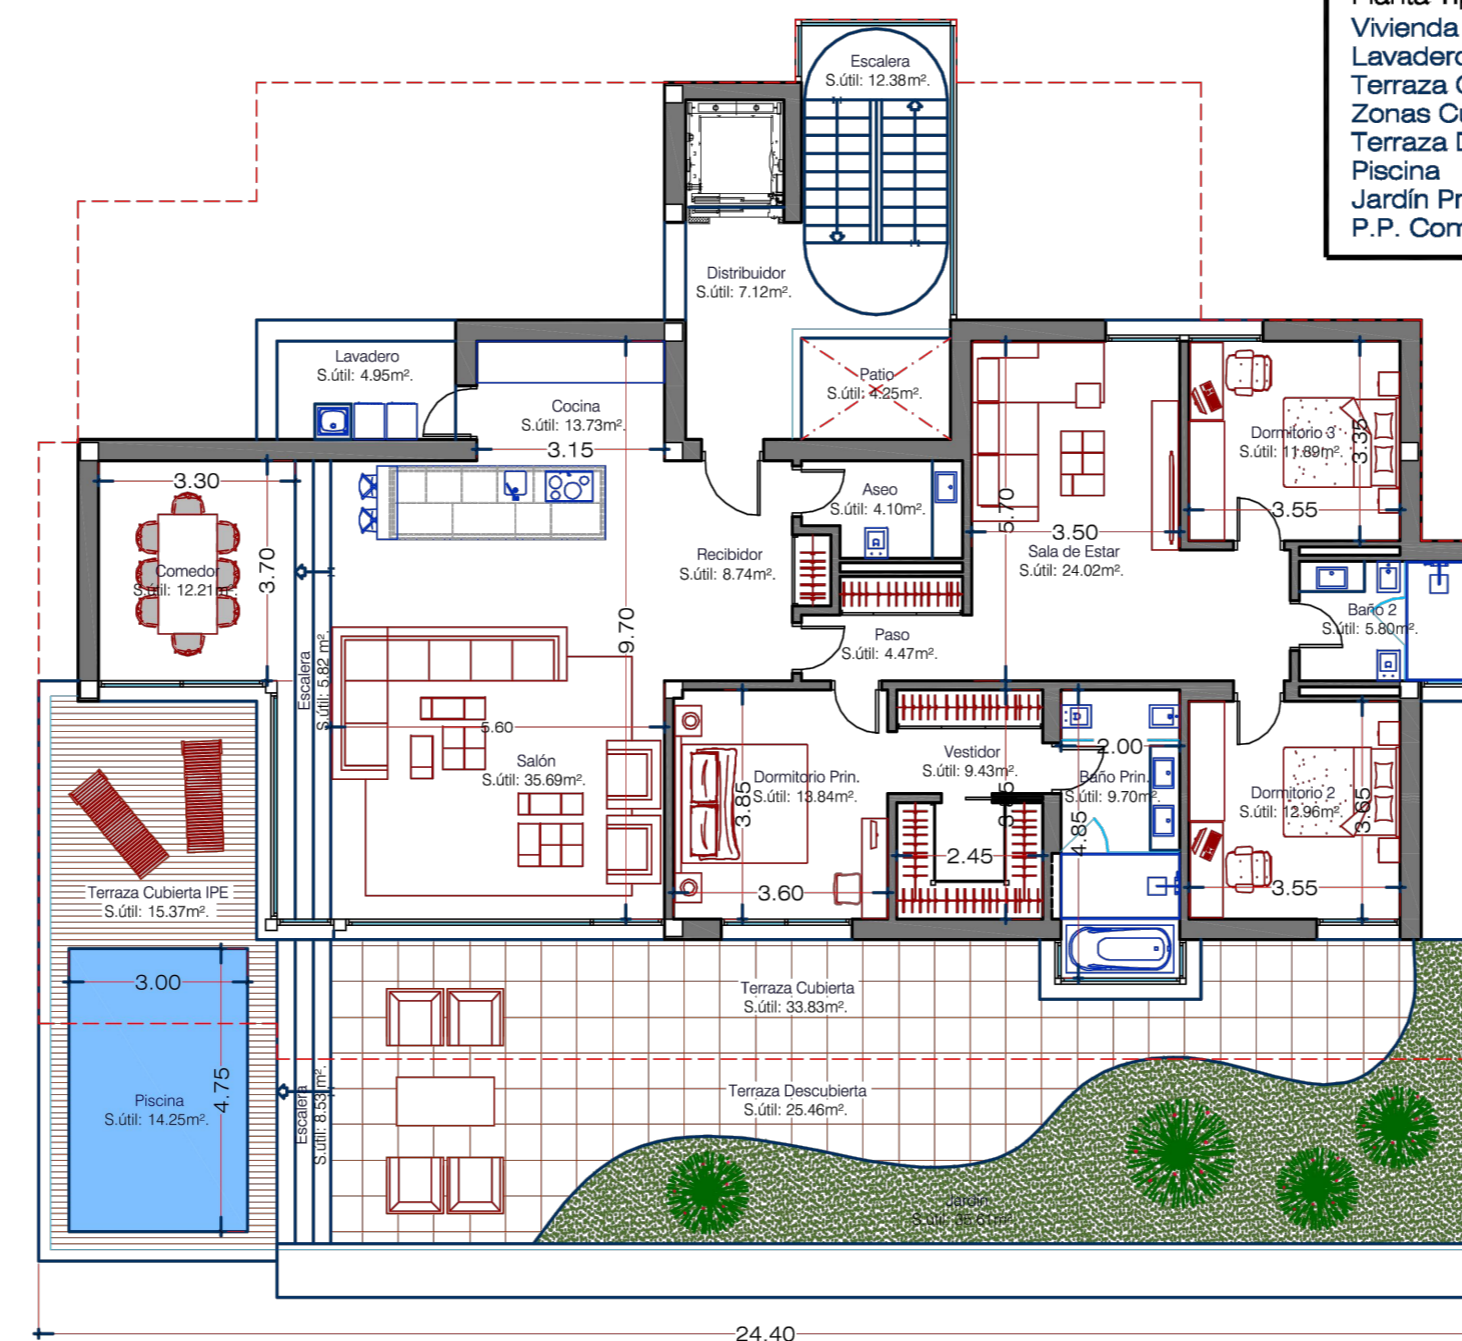 Planta
Vivienda
Lavadero
Terraza
Zonas
Terraza
Piscina
Jardín
P.P.
Escalera
S.útil: 12.38m².
Distribuidor
S.útil: 7.12m².
Lavadero
S.útil: 4.95m².
Patio
S.útil: 4.25m².
Cocina
S.útil: 13.73m².
3.15
Dormitorio 3
S.útil: 11.89m².
3.35
3.55
3.30
Comedor
S.útil: 12.21m².
3.70
Aseo
S.útil: 4.10m².
5.70
3.50
Sala de Estar
S.útil: 24.02m².
Recibidor
S.útil: 8.74m².
Baño 2
S.útil: 5.80m².
Paso
S.útil: 4.47m².
9.70
Escalera
S.útil: 5.82 m².
5.60
Salón
S.útil: 35.69m².
Dormitorio Prin.
S.útil: 13.84m².
3.85
3.60
Vestidor
S.útil: 9.43m².
2.45
2.00
Baño Prin.
S.útil: 9.70m².
4.85
Dormitorio 2
S.útil: 12.96m².
3.65
3.55
Terraza Cubierta IPE
S.útil: 15.37m².
3.00
4.75
Piscina
S.útil: 14.25m².
Escalera
S.útil: 8.53 m².
Terraza Cubierta
S.útil: 33.83m².
Terraza Descubierta
S.útil: 25.46m².
Jardín
24.40